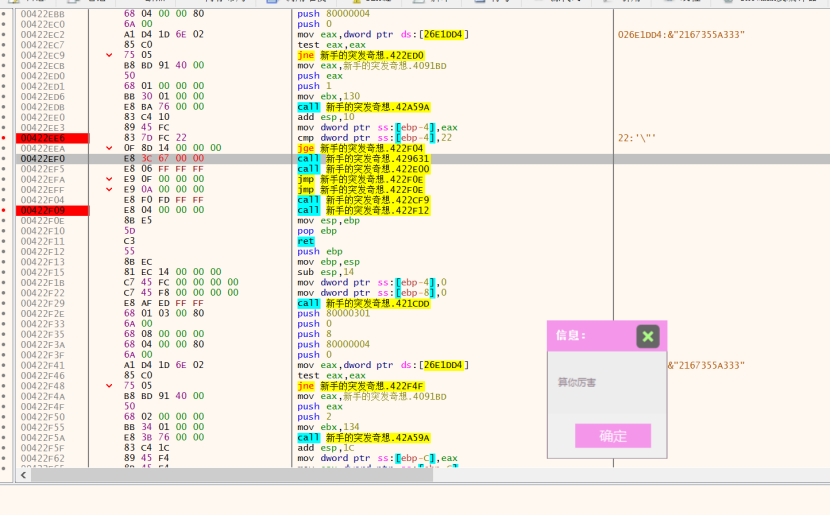 00422EBB 68 04 00 00 80 push 80000004
00422EC0 6A 00 push 0
00422EC2 A1 D4 1D 6E 02 mov eax,dword ptr ds:[26E1DD4] 026E1DD4:&"2167355A333"
00422EC7 85 C0 test eax,eax
00422EC9 75 05 jne 新手的突发奇想.422ED0
00422ECB B8 BD 91 40 00 mov eax,新手的突发奇想.4091BD
00422ED0 50 push eax
00422ED1 68 01 00 00 00 push 1
00422ED6 BB 30 01 00 00 mov ebx,130
00422EDB E8 BA 76 00 00 call 新手的突发奇想.42A59A
00422EE0 83 C4 10 add esp,10
00422EE3 89 45 FC mov dword ptr ss:[ebp-4],eax
00422EE6 83 7D FC 22 cmp dword ptr ss:[ebp-4],22 22:'\"'
00422EEA 0F 8D 14 00 00 00 jge 新手的突发奇想.422F04
00422EF0 E8 3C 67 00 00 call 新手的突发奇想.429631
00422EF5 E8 06 FF FF FF call 新手的突发奇想.422E00
00422EFA E9 0F 00 00 00 jmp 新手的突发奇想.422F0E
00422EFF E9 0A 00 00 00 jmp 新手的突发奇想.422F0E
00422F04 E8 F0 FD FF FF call 新手的突发奇想.422CF9
00422F09 E8 04 00 00 00 call 新手的突发奇想.422F12
00422F0E 8B E5 mov esp,ebp
00422F10 5D pop ebp
00422F11 C3 ret
00422F12 55 push ebp
00422F13 8B EC mov ebp,esp
00422F15 81 EC 14 00 00 00 sub esp,14
00422F1B C7 45 FC 00 00 00 00 mov dword ptr ss:[ebp-4],0
00422F22 C7 45 F8 00 00 00 00 mov dword ptr ss:[ebp-8],0
00422F29 E8 AF ED FF FF call 新手的突发奇想.421CDD
00422F2E 68 01 03 00 80 push 80000301
00422F33 6A 00 push 0
00422F35 68 08 00 00 00 push 8
00422F3A 68 04 00 00 80 push 80000004
00422F3F 6A 00 push 0
00422F41 A1 D4 1D 6E 02 mov eax,dword ptr ds:[26E1DD4] &"2167355A333"
00422F46 85 C0 test eax,eax
00422F48 75 05 jne 新手的突发奇想.422F4F
00422F4A B8 BD 91 40 00 mov eax,新手的突发奇想.4091BD
00422F4F 50 push eax
00422F50 68 02 00 00 00 push 2
00422F55 BB 34 01 00 00 mov ebx,134
00422F5A E8 3B 76 00 00 call 新手的突发奇想.42A59A
00422F5F 83 C4 1C add esp,1C
00422F62 89 45 F4 mov dword ptr ss:[ebp-C],eax
信息:
算你厉害
确定